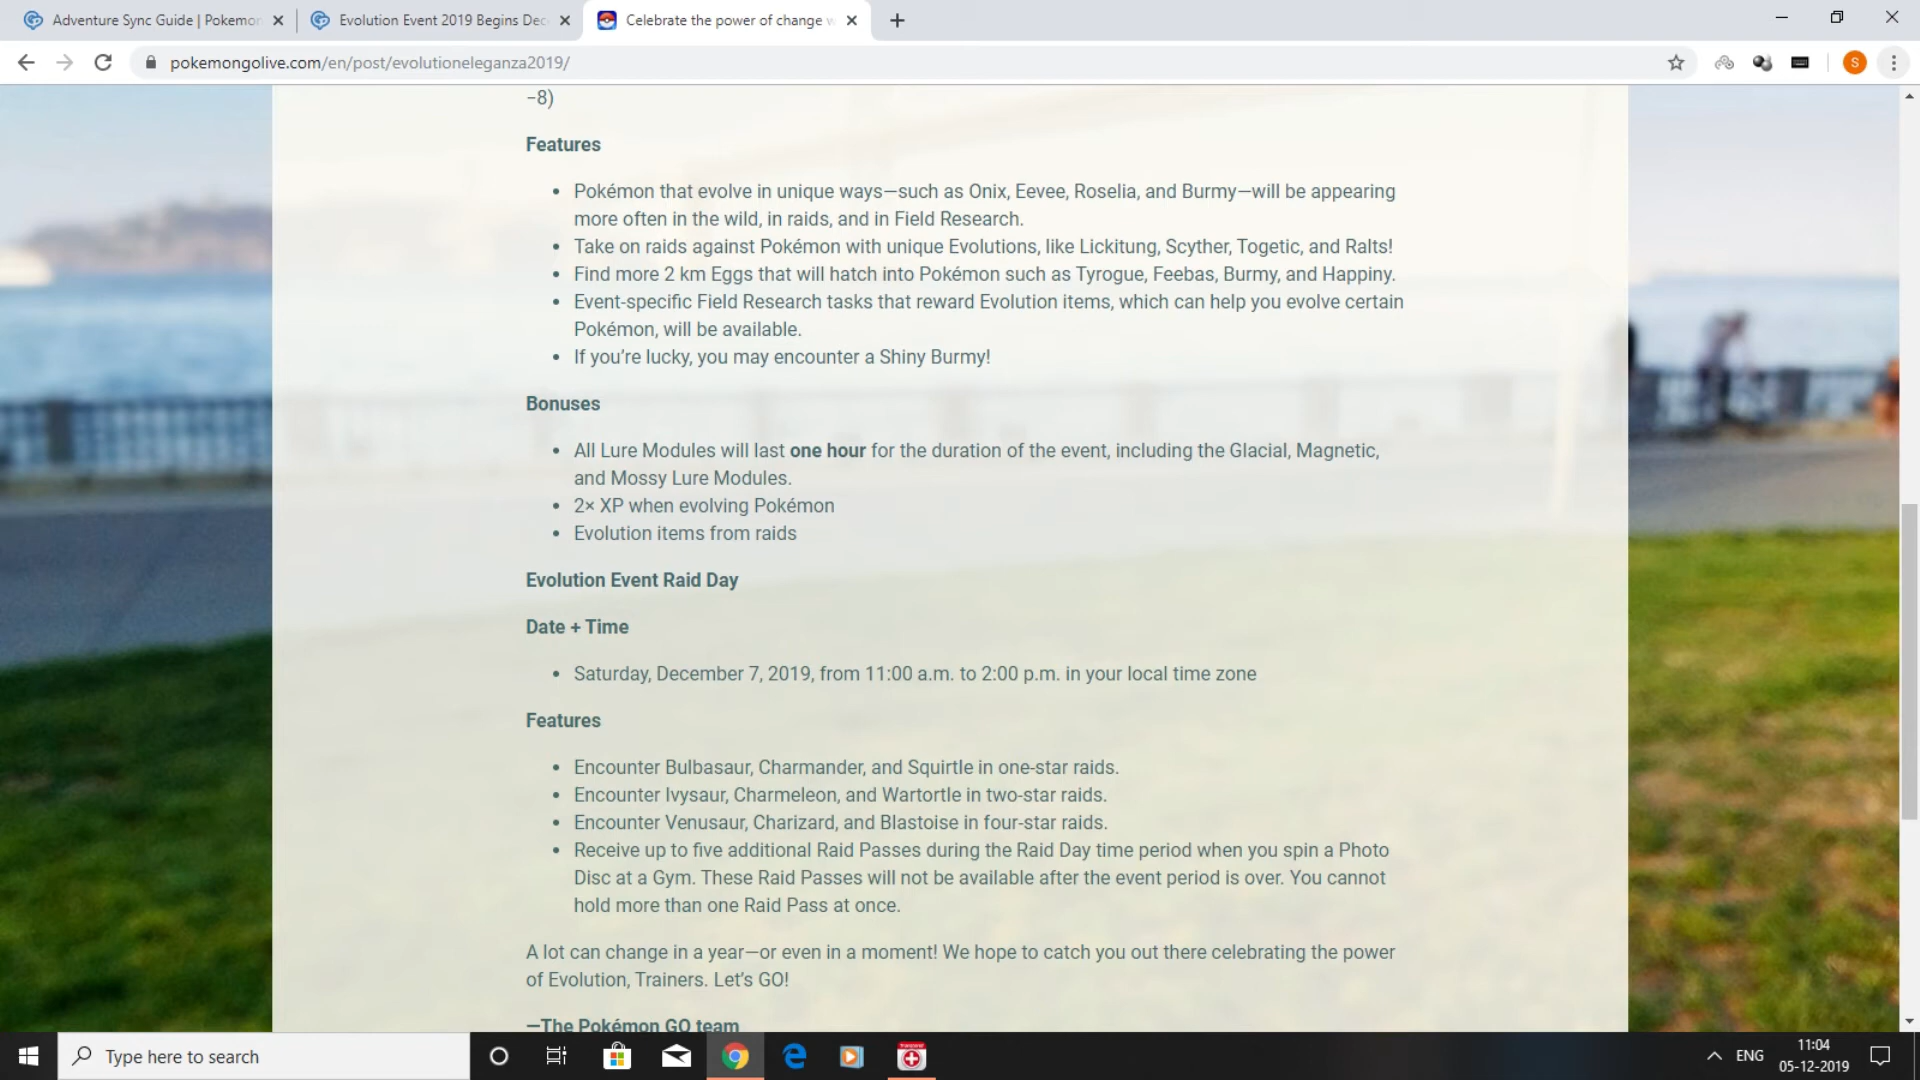 Adventure Sync Guide | Pokemon
Evolution Event 2019 Begins Dec
Celebrate the power of change w
pokemongolive.com/en/post/evolutioneleganza2019/
S
−8)
Features
• Pokémon that evolve in unique ways—such as Onix, Eevee, Roselia, and Burmy—will be appearing
more often in the wild, in raids, and in Field Research.
• Take on raids against Pokémon with unique Evolutions, like Lickitung, Scyther, Togetic, and Ralts!
• Find more 2 km Eggs that will hatch into Pokémon such as Tyrogue, Feebas, Burmy, and Happiny.
• Event-specific Field Research tasks that reward Evolution items, which can help you evolve certain
Pokémon, will be available.
• If you’re lucky, you may encounter a Shiny Burmy!
Bonuses
• All Lure Modules will last one hour for the duration of the event, including the Glacial, Magnetic,
and Mossy Lure Modules.
• 2× XP when evolving Pokémon
• Evolution items from raids
Evolution Event Raid Day
Date + Time
• Saturday, December 7, 2019, from 11:00 a.m. to 2:00 p.m. in your local time zone
Features
• Encounter Bulbasaur, Charmander, and Squirtle in one-star raids.
• Encounter Ivysaur, Charmeleon, and Wartortle in two-star raids.
• Encounter Venusaur, Charizard, and Blastoise in four-star raids.
• Receive up to five additional Raid Passes during the Raid Day time period when you spin a Photo
Disc at a Gym. These Raid Passes will not be available after the event period is over. You cannot
hold more than one Raid Pass at once.
A lot can change in a year—or even in a moment! We hope to catch you out there celebrating the power
of Evolution, Trainers. Let’s GO!
—The Pokémon GO team
Type here to search
ENG
11:04
05-12-2019